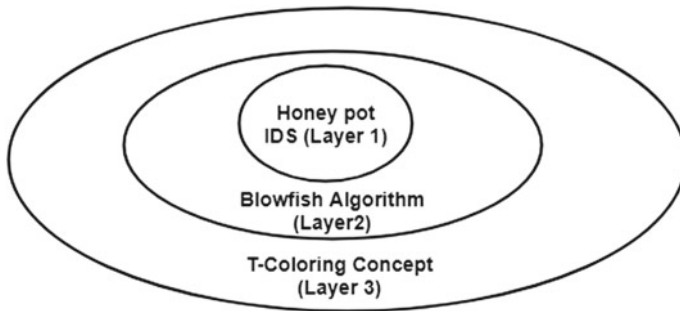 Honey pot
IDS (Layer 1)
Blowfish Algorithm
(Layer2)
T-Coloring Concept
(Layer 3)